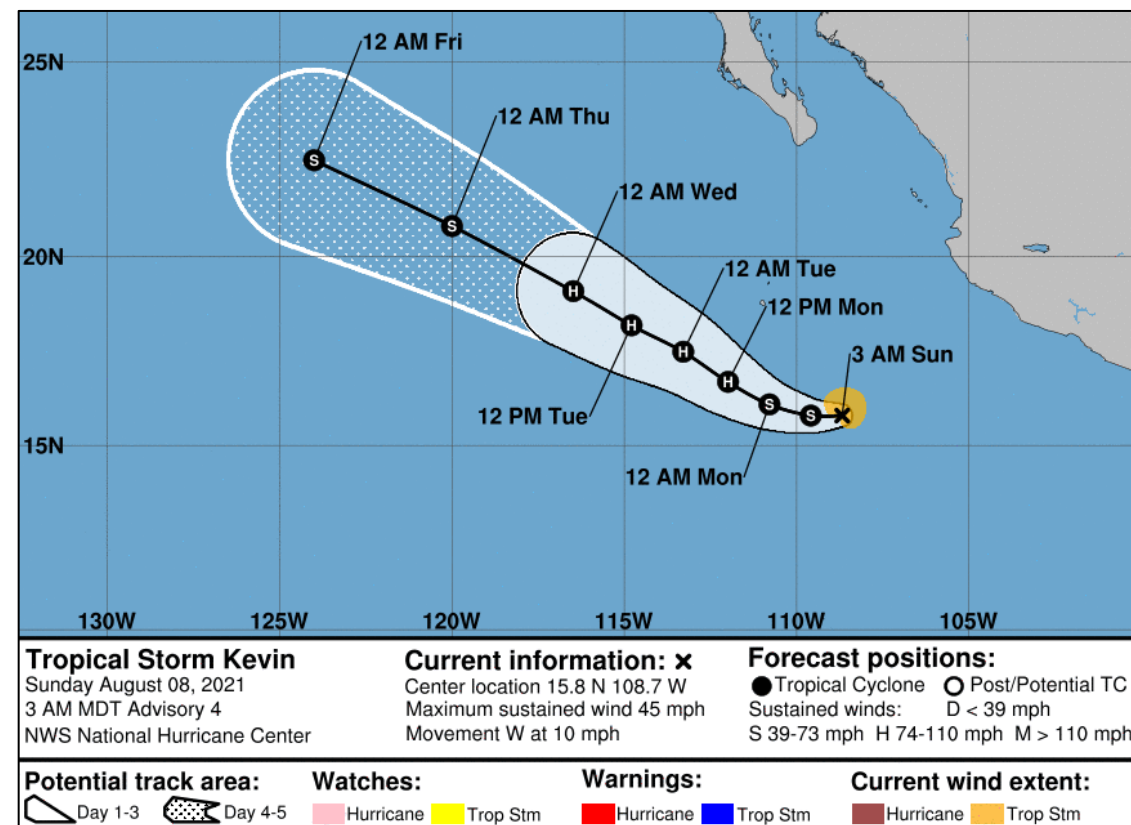 12 AM Fri
25N
12 AM Thu
12 AM Wed
20N
12 AM Tue
12 PM Mon
3 AM Sun
12 PM Tue
15N
12 AM Mon
S
S
H
H
H
H
S
S
130W 125W 120W 115W 110W 105W
Tropical Storm Kevin
Sunday August 08, 2021
3 AM MDT Advisory 4
NWS National Hurricane Center
Current information: ×
Center location 15.8 N 108.7 W
Maximum sustained wind 45 mph
Movement W at 10 mph
Forecast positions:
● Tropical Cyclone ○ Post/Potential TC
Sustained winds: D < 39 mph
S 39-73 mph H 74-110 mph M > 110 mph
Potential track area:
Day 1-3 Day 4-5
Watches:
Hurricane Trop Stm
Warnings:
Hurricane Trop Stm
Current wind extent:
Hurricane Trop Stm